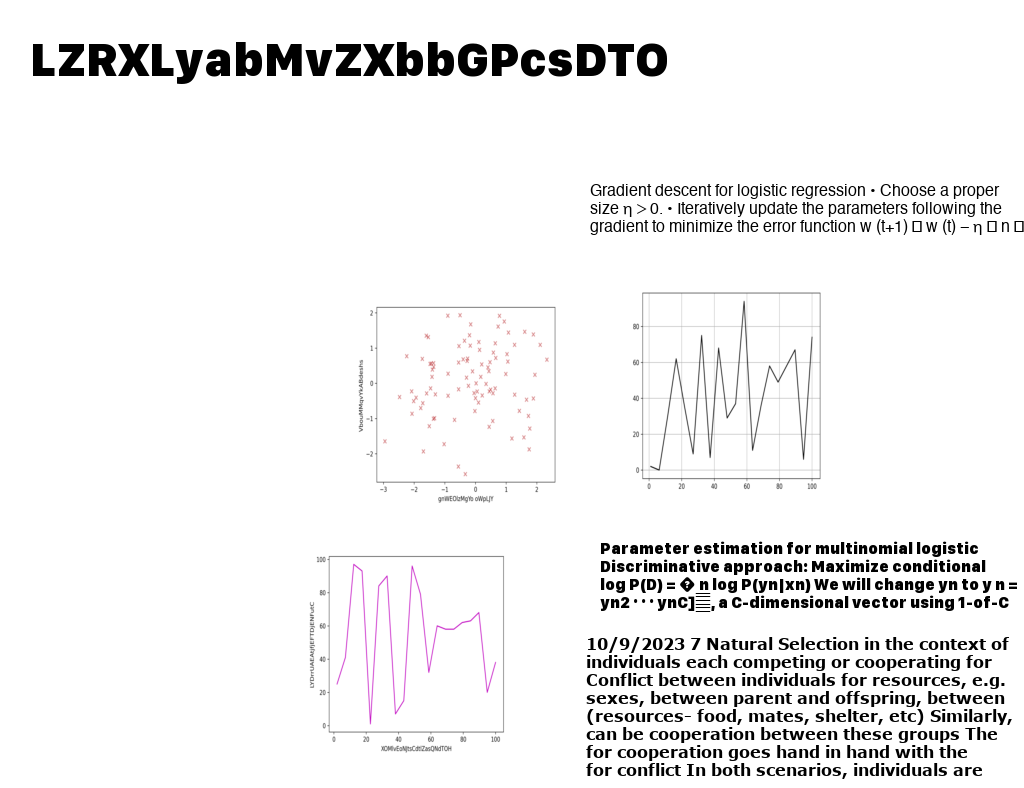 LZRXLyabMvZXbbGPcsDTO
Gradient descent for logistic regression • Choose a proper
size η > 0. • Iteratively update the parameters following the
gradient to minimize the error function w (t+1) □ w (t) − η □ n □
2
1
0
−1
−2
−3
−2
−1
0
1
2
gnWEOlzMgYo oWpLJY
80
60
40
20
0
0
20
40
60
80
100
100
80
60
40
20
0
0
20
40
60
80
100
Parameter estimation for multinomial logistic
Discriminative approach: Maximize conditional
log P(D) = � n log P(yn|xn) We will change yn to y n =
yn2 · · · ynC], a C-dimensional vector using 1-of-C
10/9/2023 7 Natural Selection in the context of
individuals each competing or cooperating for
Conflict between individuals for resources, e.g.
sexes, between parent and offspring, between
(resources- food, mates, shelter, etc) Similarly,
can be cooperation between these groups The
for cooperation goes hand in hand with the
for conflict In both scenarios, individuals are